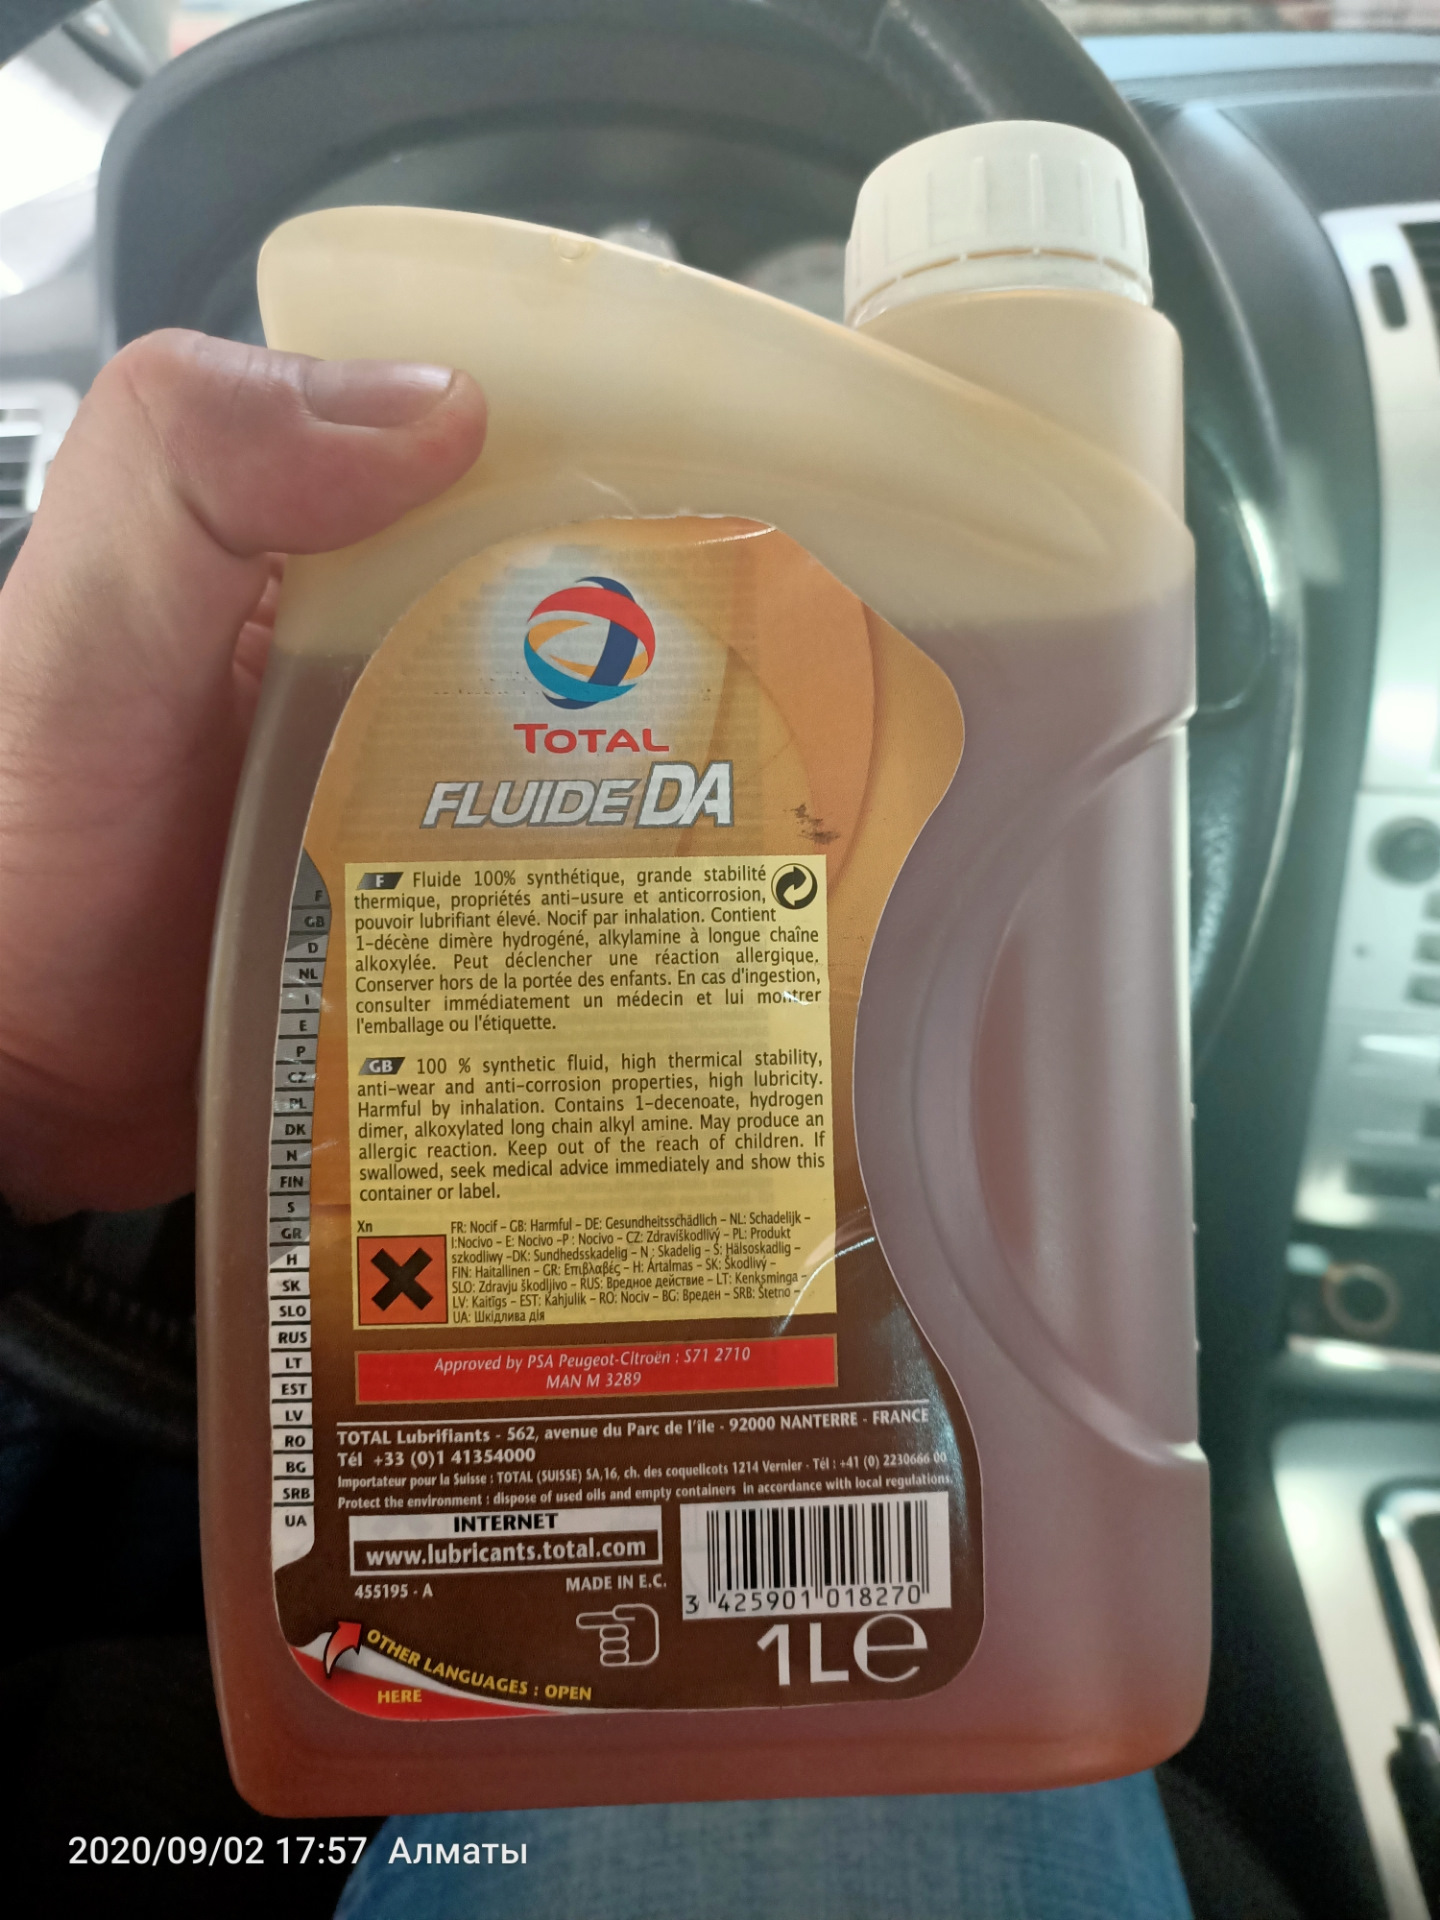 TOTAL
FLUIDE DA
F Fluide 100% synthétique, grande stabilité
thermique, propriétés anti-usure et anticorrosion,
pouvoir lubrifiant élevé. Nocif par inhalation. Contient
1-décène dimère hydrogéné, alkylamine à longue chaîne
alkoxylée. Peut déclencher une réaction allergique.
Conserver hors de la portée des enfants. En cas d'ingestion,
consulter immédiatement un médecin et lui montrer
l'emballage ou l'étiquette.
GB 100 % synthetic fluid, high thermical stability,
anti-wear and anti-corrosion properties, high lubricity.
Harmful by inhalation. Contains 1-decenoate, hydrogen
dimer, alkoxylated long chain alkyl amine. May produce an
allergic reaction. Keep out of the reach of children. If
swallowed, seek medical advice immediately and show this
container or label.
Xn
FR: Nocif – GB: Harmful – DE: Gesundheitsschädlich – NL: Schadelijk –
I:Nocivo – E: Nocivo –P : Nocivo – CZ: Zdraviškodlivý – PL: Produkt
szkodliwy –DK: Sundhedsskadelig – N : Skadelig – S: Hälsoskadlig –
FIN: Haitallinen – GR: Επιβλαβές – H: Ártalmas – SK: Škodlivý –
SLO: Zdravju škodljivo – RUS: Вредное действие – LT: Kenksminga –
LV: Kaitīgs – EST: Kahjulik – RO: Nociv – BG: Вреден – SRB: Štetno –
UA: Шкідлива дія
Approved by PSA Peugeot-Citroën : S71 2710
MAN M 3289
F
GB
D
NL
I
E
P
CZ
PL
DK
N
FIN
S
GR
H
SK
SLO
RUS
LT
EST
LV
RO
BG
SRB
UA
TOTAL Lubrifiants - 562, avenue du Parc de l'île - 92000 NANTERRE - FRANCE
Tél +33 (0)1 41354000
Importateur pour la Suisse : TOTAL (SUISSE) SA,16, ch. des coquelicots 1214 Vernier - Tél : +41 (0) 2230666 00
Protect the environment : dispose of used oils and empty containers in accordance with local regulations.
INTERNET
www.lubricants.total.com
455195 - A
MADE IN E.C.
3 425901 018270
1L e
OTHER LANGUAGES : OPEN
HERE
2020/09/02 17:57 Алматы